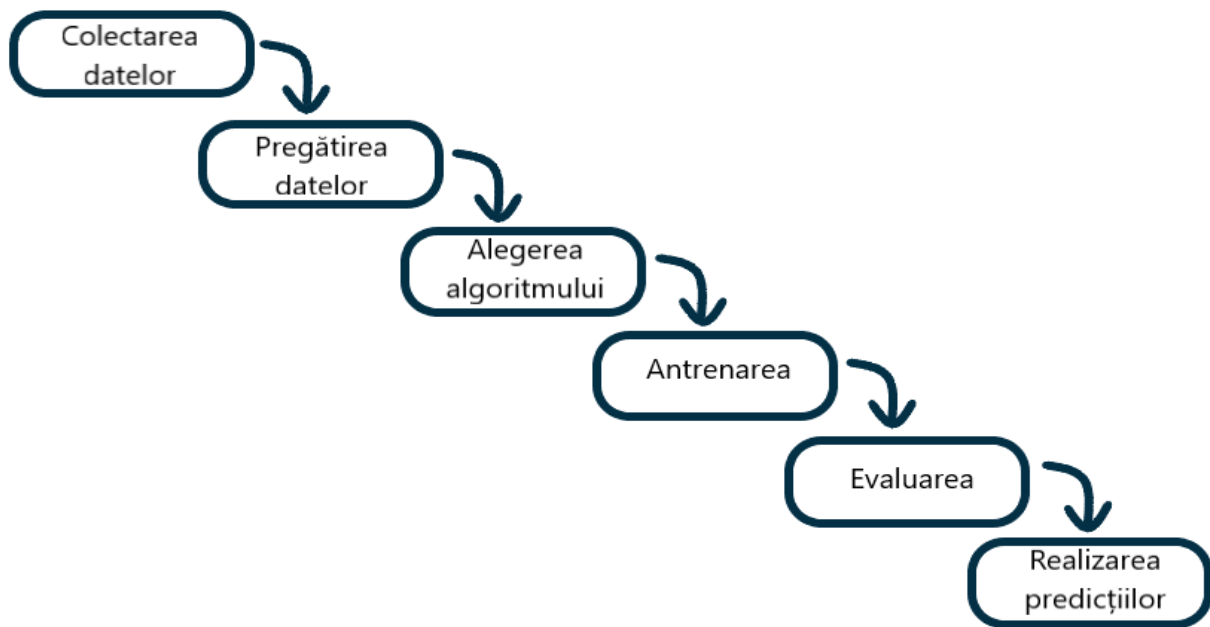 Colectarea
datelor
Pregătirea
datelor
Alegerea
algoritmului
Antrenarea
Evaluarea
Realizarea
predicțiilor